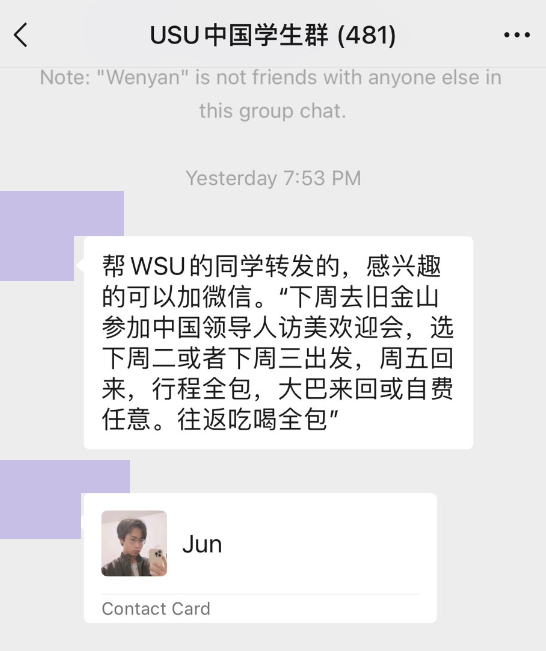 USU中国学生群 (481)
Note: "Wenyan" is not friends with anyone else in
this group chat.
Yesterday 7:53 PM
帮WSU的同学转发的，感兴趣
的可以加微信。“下周去旧金山
参加中国领导人访美欢迎会，选
下周二或者下周三出发，周五回
来，行程全包，大巴来回或自费
任意。往返吃喝全包”
Jun
Contact Card